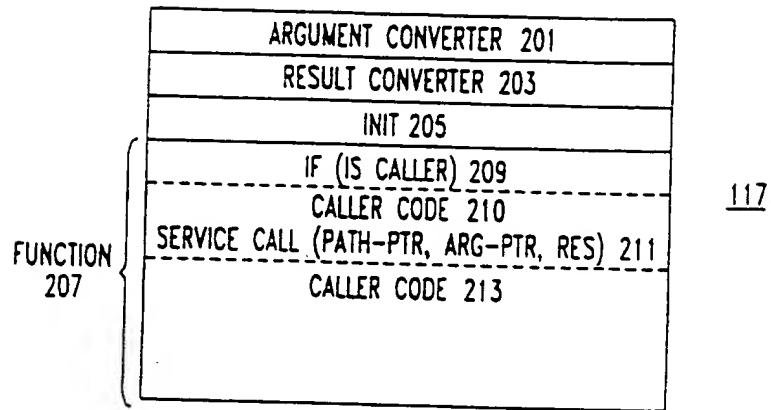 ARGUMENT CONVERTER 201
RESULT CONVERTER 203
INIT 205
IF (IS CALLER) 209
CALLER CODE 210
SERVICE CALL (PATH-PTR, ARG-PTR, RES) 211
CALLER CODE 213
FUNCTION
207
117